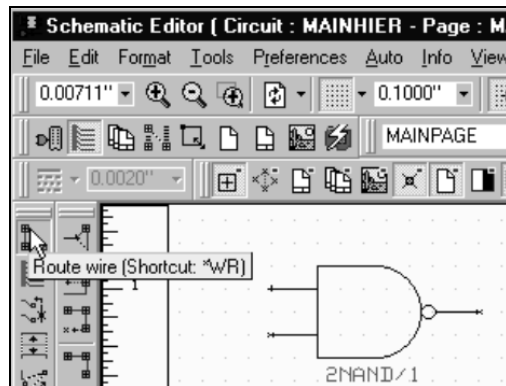 Schematic Editor ( Circuit : MAINHIER - Page : M
File Edit Format Tools Preferences Auto Info View
0.00711" 0.1000"
MAINPAGE
0.0020"
Route wire (Shortcut: *WR)
1
2NAND/1